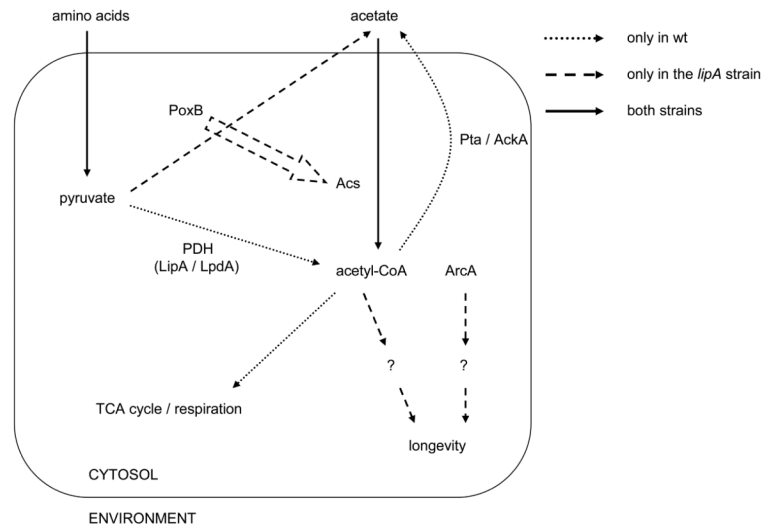 amino acids
acetate
only in wt
only in the lipA strain
both strains
PoxB
Pta / AckA
Acs
pyruvate
PDH
(LipA / LpdA)
acetyl-CoA
ArcA
?
?
TCA cycle / respiration
longevity
CYTOSOL
ENVIRONMENT